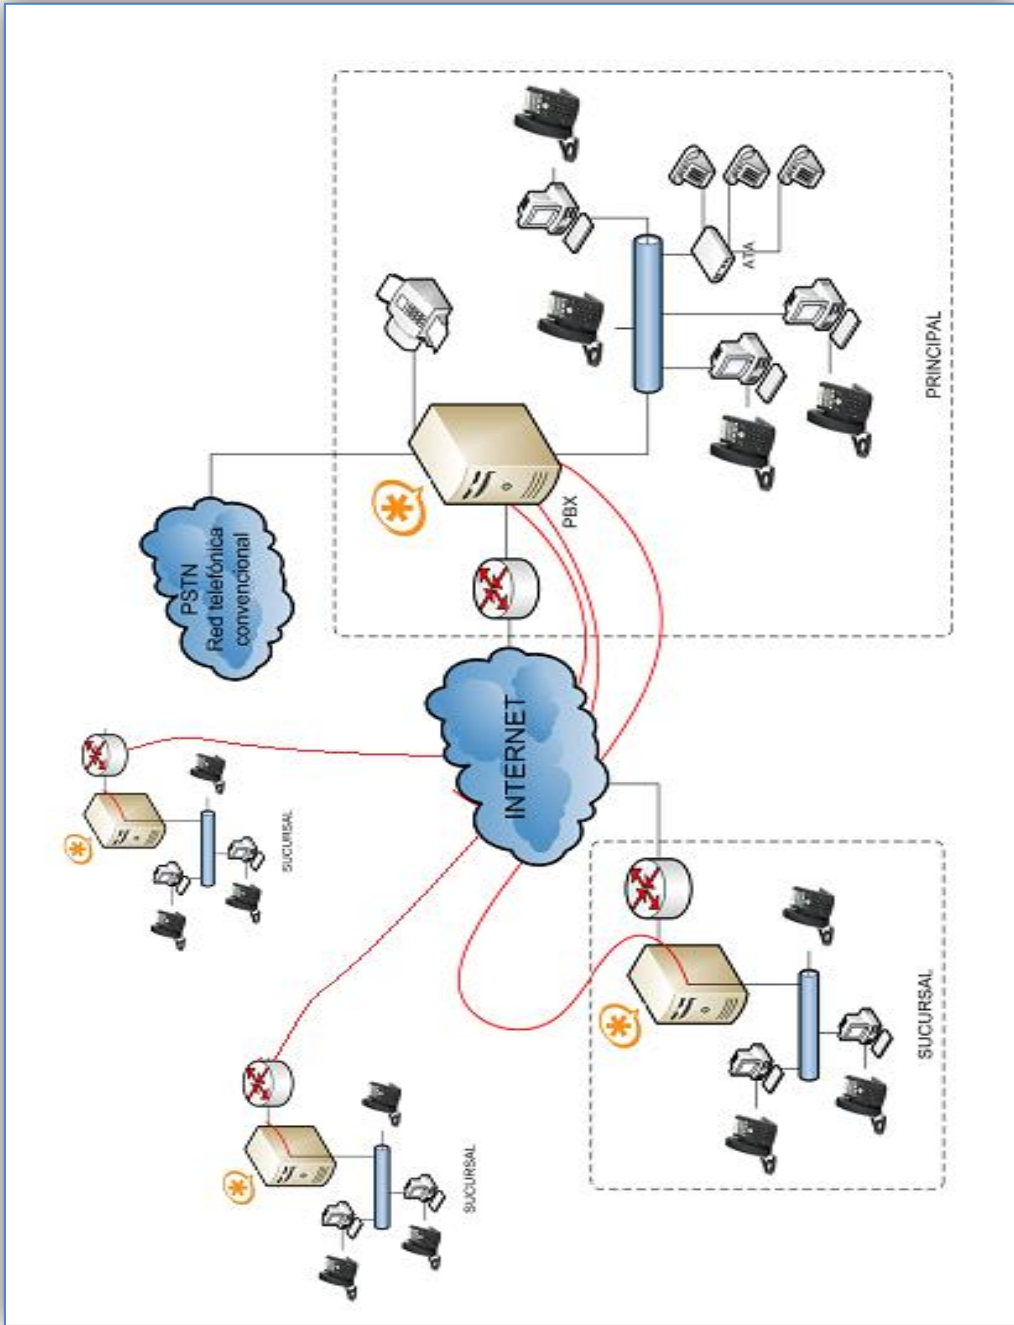 PSTN
Red telefónica
convencional
PBX
ATA
PRINCIPAL
INTERNET
SUCURSAL
SUCURSAL
SUCURSAL